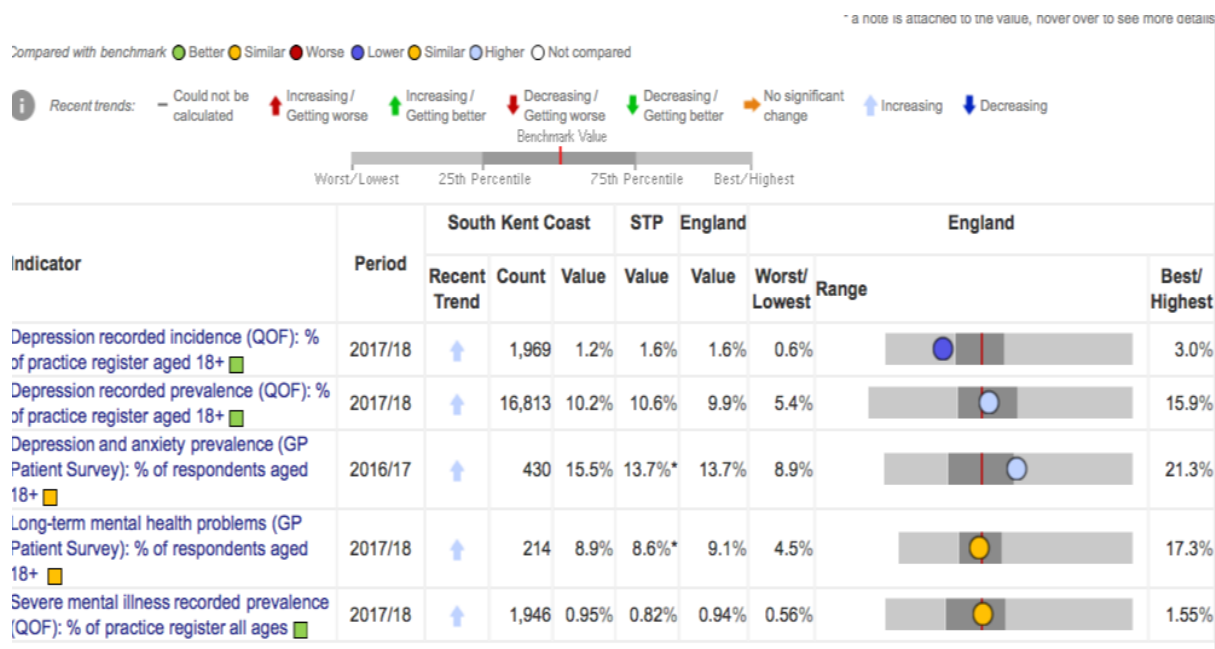 * a note is attached to the value, hover over to see more details
Compared with benchmark Better Similar Worse Lower Similar Higher Not compared
Recent trends: – Could not be calculated Increasing / Getting worse Increasing / Getting better Decreasing / Getting worse Decreasing / Getting better No significant change Increasing Decreasing
Benchmark Value
Worst/Lowest 25th Percentile 75th Percentile Best/Highest
South Kent Coast STP England England
Indicator Period Recent Trend Count Value Value Value Worst/ Lowest Range Best/ Highest
Depression recorded incidence (QOF): %
of practice register aged 18+ 2017/18 1,969 1.2% 1.6% 1.6% 0.6% 3.0%
Depression recorded prevalence (QOF): %
of practice register aged 18+ 2017/18 16,813 10.2% 10.6% 9.9% 5.4% 15.9%
Depression and anxiety prevalence (GP
Patient Survey): % of respondents aged 2016/17 430 15.5% 13.7%* 13.7% 8.9% 21.3%
18+
Long-term mental health problems (GP
Patient Survey): % of respondents aged 2017/18 214 8.9% 8.6%* 9.1% 4.5% 17.3%
18+
Severe mental illness recorded prevalence
(QOF): % of practice register all ages 2017/18 1,946 0.95% 0.82% 0.94% 0.56% 1.55%